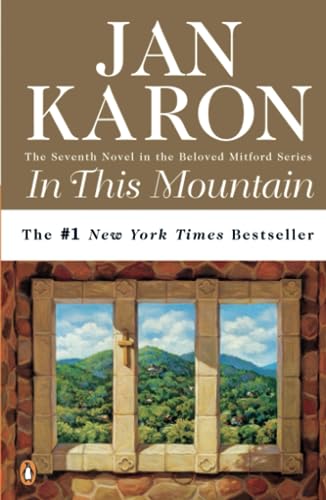 JAN
KARON
The Seventh Novel in the Beloved Mitford Series
In This Mountain
The #1 New York Times Bestseller